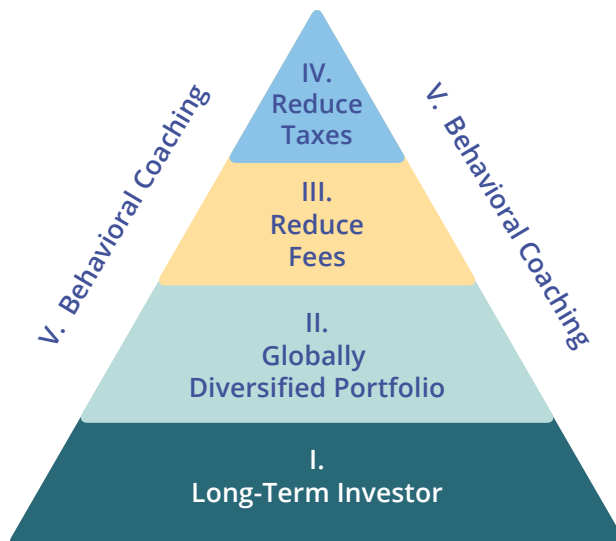 IV.
Reduce
Taxes
III.
Reduce
Fees
II.
Globally
Diversified Portfolio
I.
Long-Term Investor
V. Behavioral Coaching
V. Behavioral Coaching